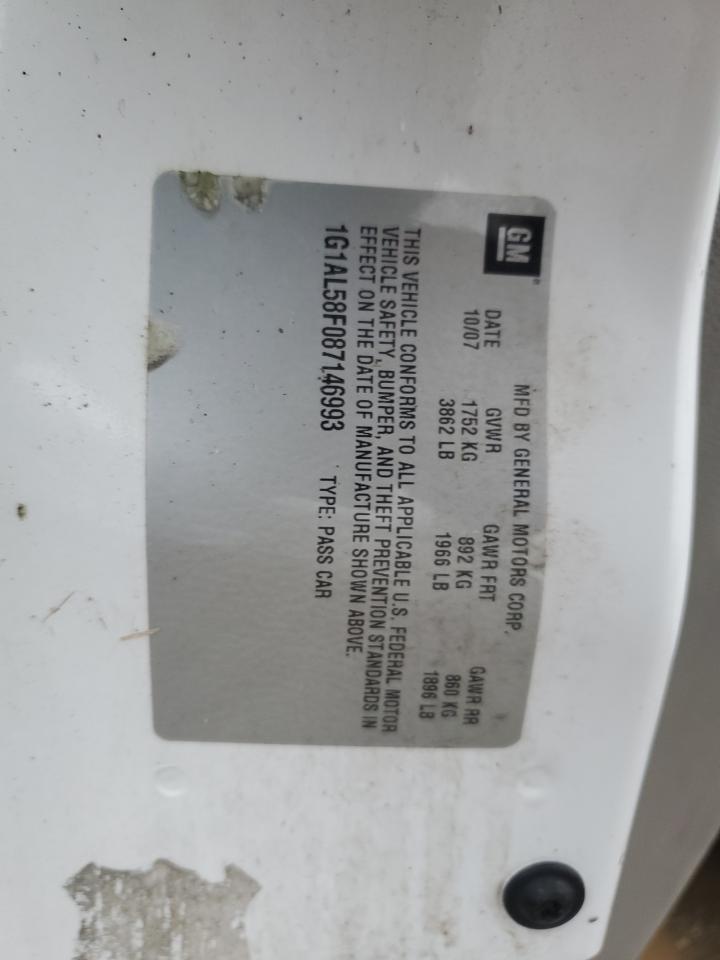 GM
MFD BY GENERAL MOTORS CORP.
DATE GVWR GAWR FRT GAWR RR
10/07 1752 KG 892 KG 860 KG
3862 LB 1966 LB 1896 LB
THIS VEHICLE CONFORMS TO ALL APPLICABLE U.S. FEDERAL MOTOR
VEHICLE SAFETY, BUMPER, AND THEFT PREVENTION STANDARDS IN
EFFECT ON THE DATE OF MANUFACTURE SHOWN ABOVE.
1G1AL58F087146993 TYPE: PASS CAR